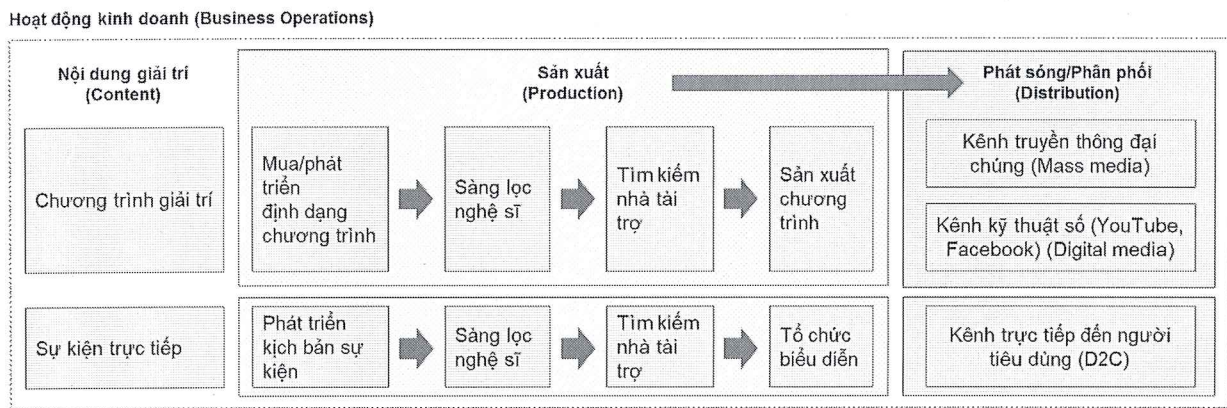 Hoạt động kinh doanh (Business Operations)
Nội dung giải trí
(Content)
Sản xuất
(Production)
Phát sóng/Phân phối
(Distribution)
Chương trình giải trí
Mua/phát
triển
định dạng
chương trình
Sàng lọc
nghệ sĩ
Tìm kiếm
nhà tài
trợ
Sản xuất
chương
trình
Kênh truyền thông đại
chúng (Mass media)
Kênh kỹ thuật số (YouTube,
Facebook) (Digital media)
Sự kiện trực tiếp
Phát triển
kịch bản sự
kiện
Sàng lọc
nghệ sĩ
Tìm kiếm
nhà tài
trợ
Tổ chức
biểu diễn
Kênh trực tiếp đến người
tiêu dùng (D2C)